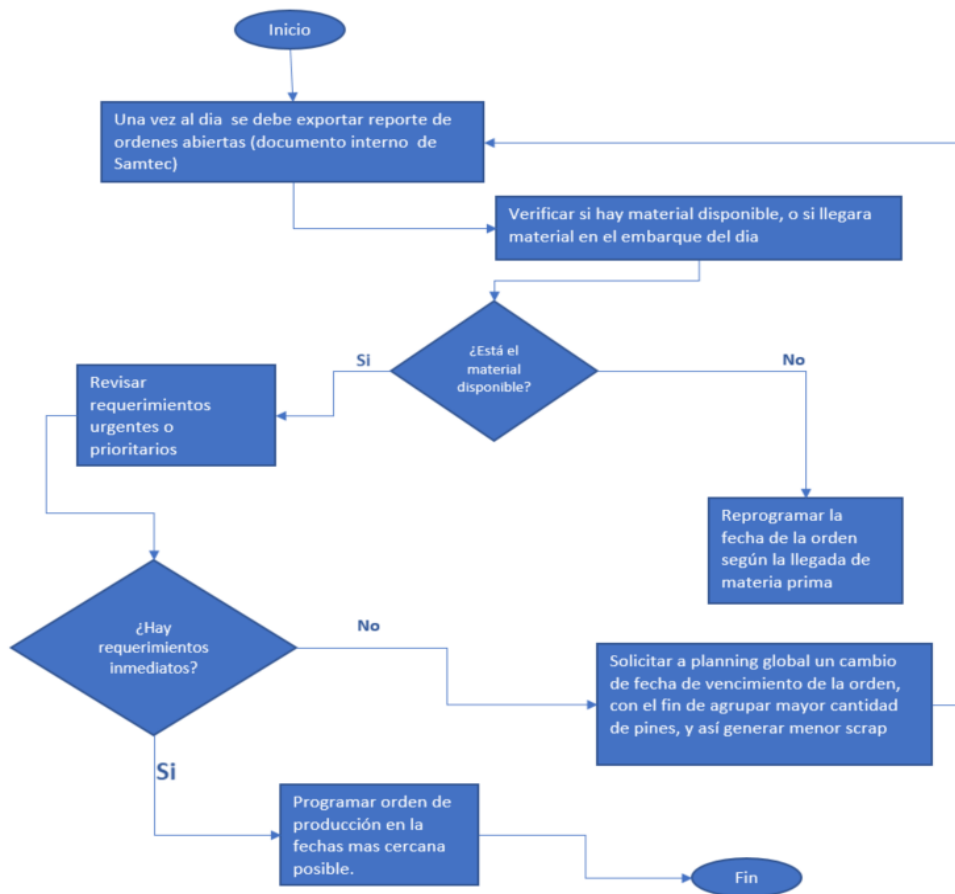 Inicio
Una vez al dia se debe exportar reporte de
ordenes abiertas (documento interno de
Samtec)
Verificar si hay material disponible, o si llegara
material en el embarque del dia
¿Está el
material
disponible?
Si
No
Revisar
requerimientos
urgentes o
prioritarios
Reprogramar la
fecha de la orden
según la llegada de
materia prima
¿Hay
requerimientos
inmediatos?
No
Solicitar a planning global un cambio
de fecha de vencimiento de la orden,
con el fin de agrupar mayor cantidad
de pines, y así generar menor scrap
Si
Programar orden de
producción en la
fechas mas cercana
posible.
Fin